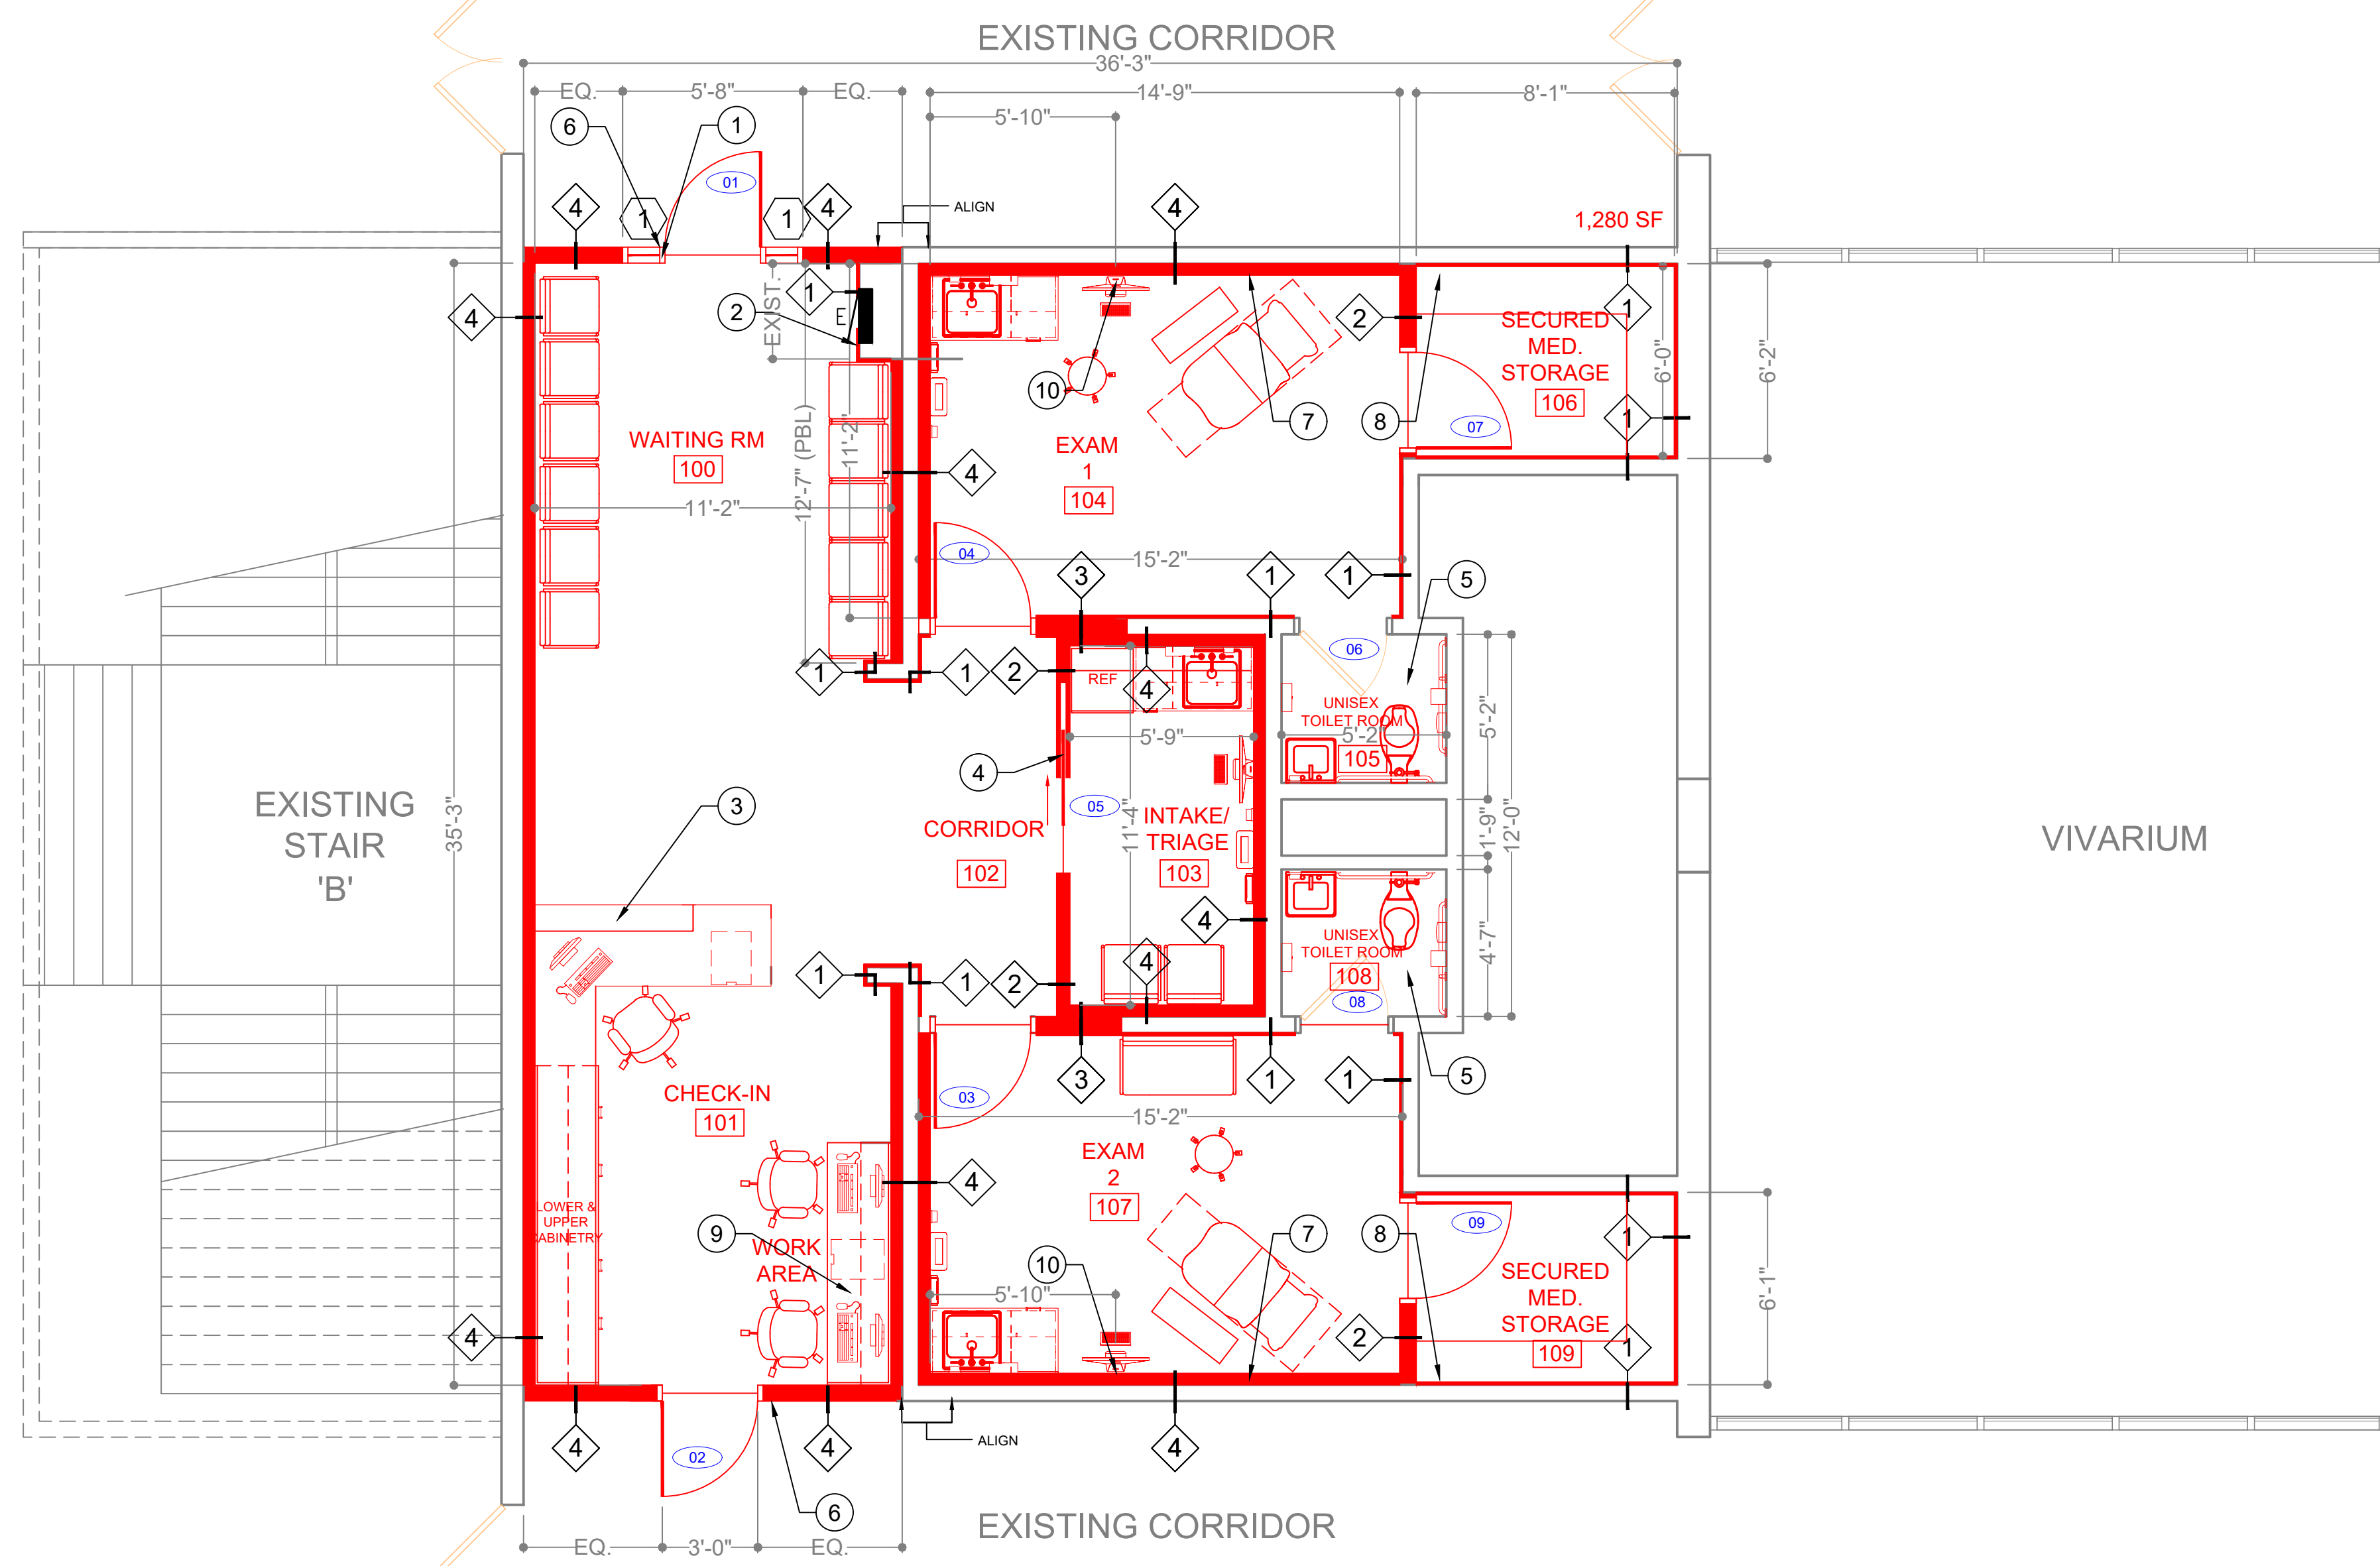 EXISTING CORRIDOR
36'-3"
EQ.
5'-8"
EQ.
14'-9"
8'-1"
5'-10"
6
1
01
4
1
1
4
ALIGN
4
1,280 SF
4
EXIST.
1
2
E
10
7
2
8
1
SECURED
MED.
STORAGE
106
6'-0"
6'-2"
1
07
WAITING RM
100
12'-7" (PBL)
11'-2"
11'-2"
4
EXAM
1
104
04
15'-2"
3
1
1
5
06
1
1
2
REF
4
UNISEX
TOILET ROOM
105
5'-2"
5'-2"
5'-9"
4
3
05
11'-4"
INTAKE/
TRIAGE
103
CORRIDOR
102
1'-9"
12'-0"
EXISTING
STAIR
'B'
35'-3"
VIVARIUM
4
4
UNISEX
TOILET ROOM
108
08
4'-7"
1
1
2
3
1
1
5
03
15'-2"
CHECK-IN
101
EXAM
2
107
4
LOWER &
UPPER
CABINETRY
9
WORK
AREA
10
5'-10"
7
8
2
09
1
SECURED
MED.
STORAGE
109
1
6'-1"
4
4
02
4
ALIGN
4
6
EQ.
3'-0"
EQ.
EXISTING CORRIDOR